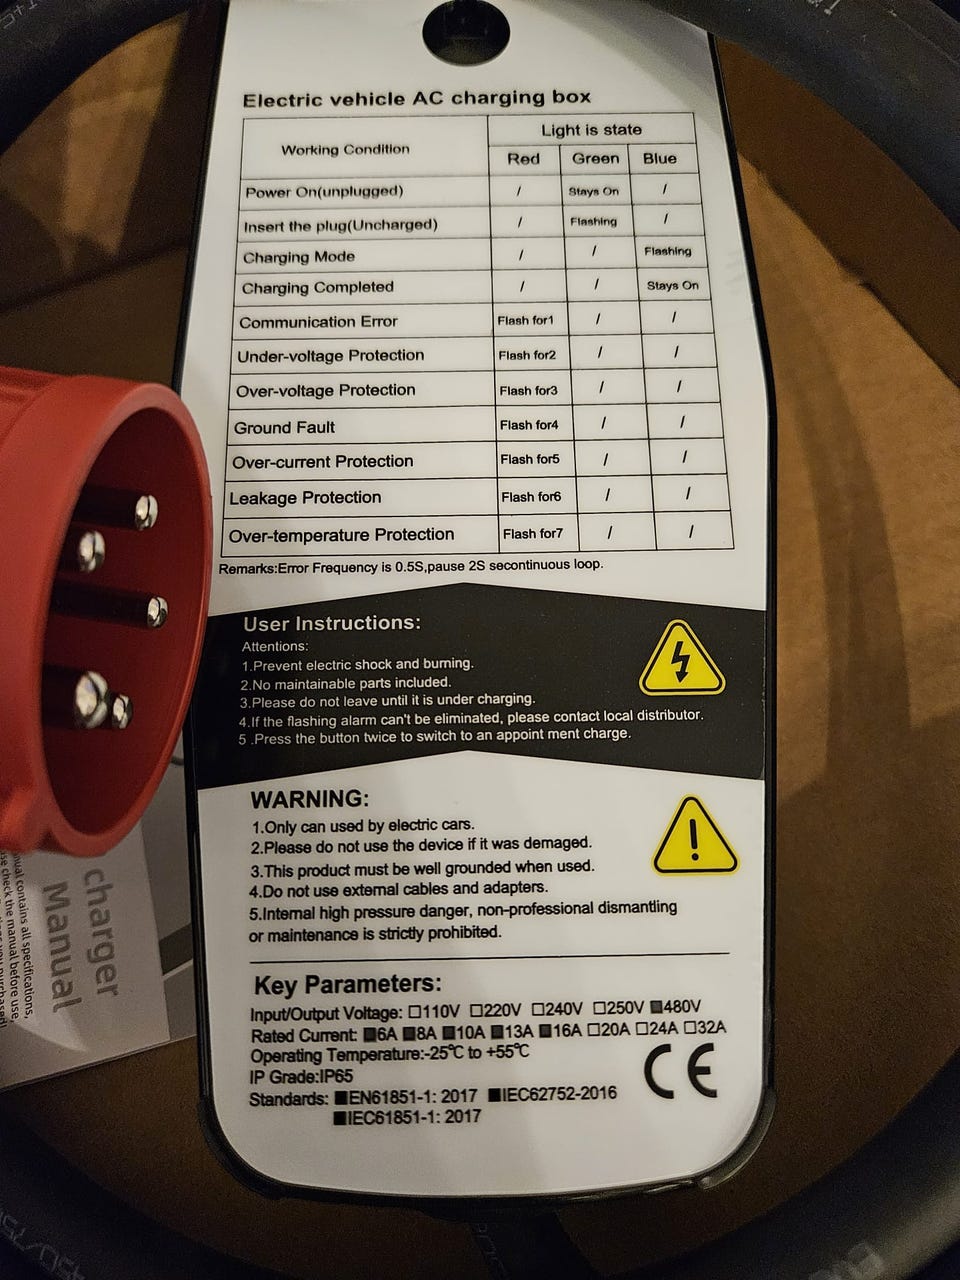 Electric vehicle AC charging box
Working Condition Light is state
Red Green Blue
Power On(unplugged) / Stays On /
Insert the plug(Uncharged) / Flashing /
Charging Mode / / Flashing
Charging Completed / / Stays On
Communication Error Flash for1 / /
Under-voltage Protection Flash for2 / /
Over-voltage Protection Flash for3 / /
Ground Fault Flash for4 / /
Over-current Protection Flash for5 / /
Leakage Protection Flash for6 / /
Over-temperature Protection Flash for7 / /
Remarks:Error Frequency is 0.5S,pause 2S secontinuous loop.
User Instructions:
Attentions:
1.Prevent electric shock and burning.
2.No maintainable parts included.
3.Please do not leave until it is under charging.
4.If the flashing alarm can't be eliminated, please contact local distributor.
5 .Press the button twice to switch to an appoint ment charge.
WARNING:
1.Only can used by electric cars.
2.Please do not use the device if it was damaged.
3.This product must be well grounded when used.
4.Do not use external cables and adapters.
5.Internal high pressure danger, non-professional dismantling
or maintenance is strictly prohibited.
Key Parameters:
Input/Output Voltage: ☐110V ☐220V ☐240V ☐250V ■480V
Rated Current: ■6A ■8A ■10A ■13A ■16A ☐20A ☐24A ☐32A
Operating Temperature:-25℃ to +55℃
IP Grade:IP65
Standards: ■EN61851-1: 2017 ■IEC62752-2016
■IEC61851-1: 2017
CE
charger
Manual
contains all specifications,
check the manual before use,